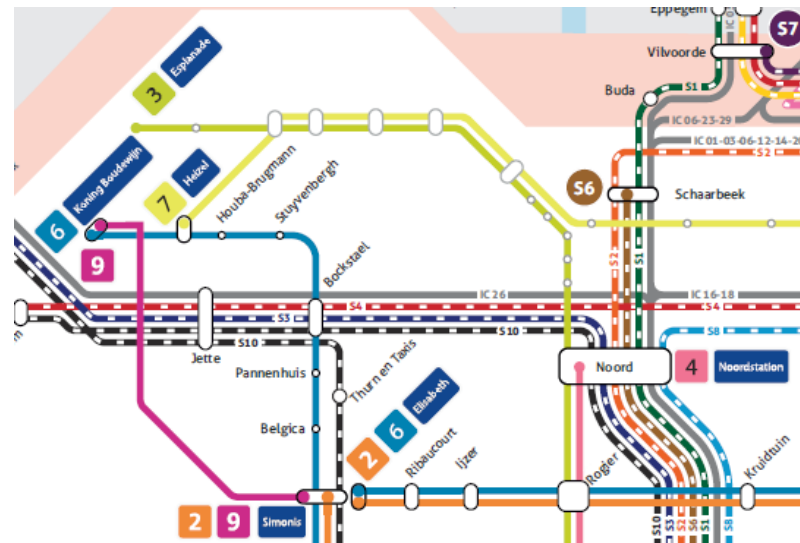 Eppegem
IC 0
S7
Vilvoorde
3
Esplanade
Buda
S1
IC 06-23-29
IC 01-03-06-12-14-2
S2
6
Koning Boudewijn
7
Heizel
Houba-Brugmann
Stuyvenbergh
S6
Schaarbeek
9
S2
S1
Bockstael
IC 26
IC 16-18
S4
S4
S3
S10
S8
S10
Jette
Noord
4
Noordstation
Pannenhuis
Thurn en Taxis
Belgica
2
6
Elisabeth
Ribaucourt
Ijzer
Rogier
Kruidtuin
2
9
Simonis
S10
S3
S2
S6
S1
S8